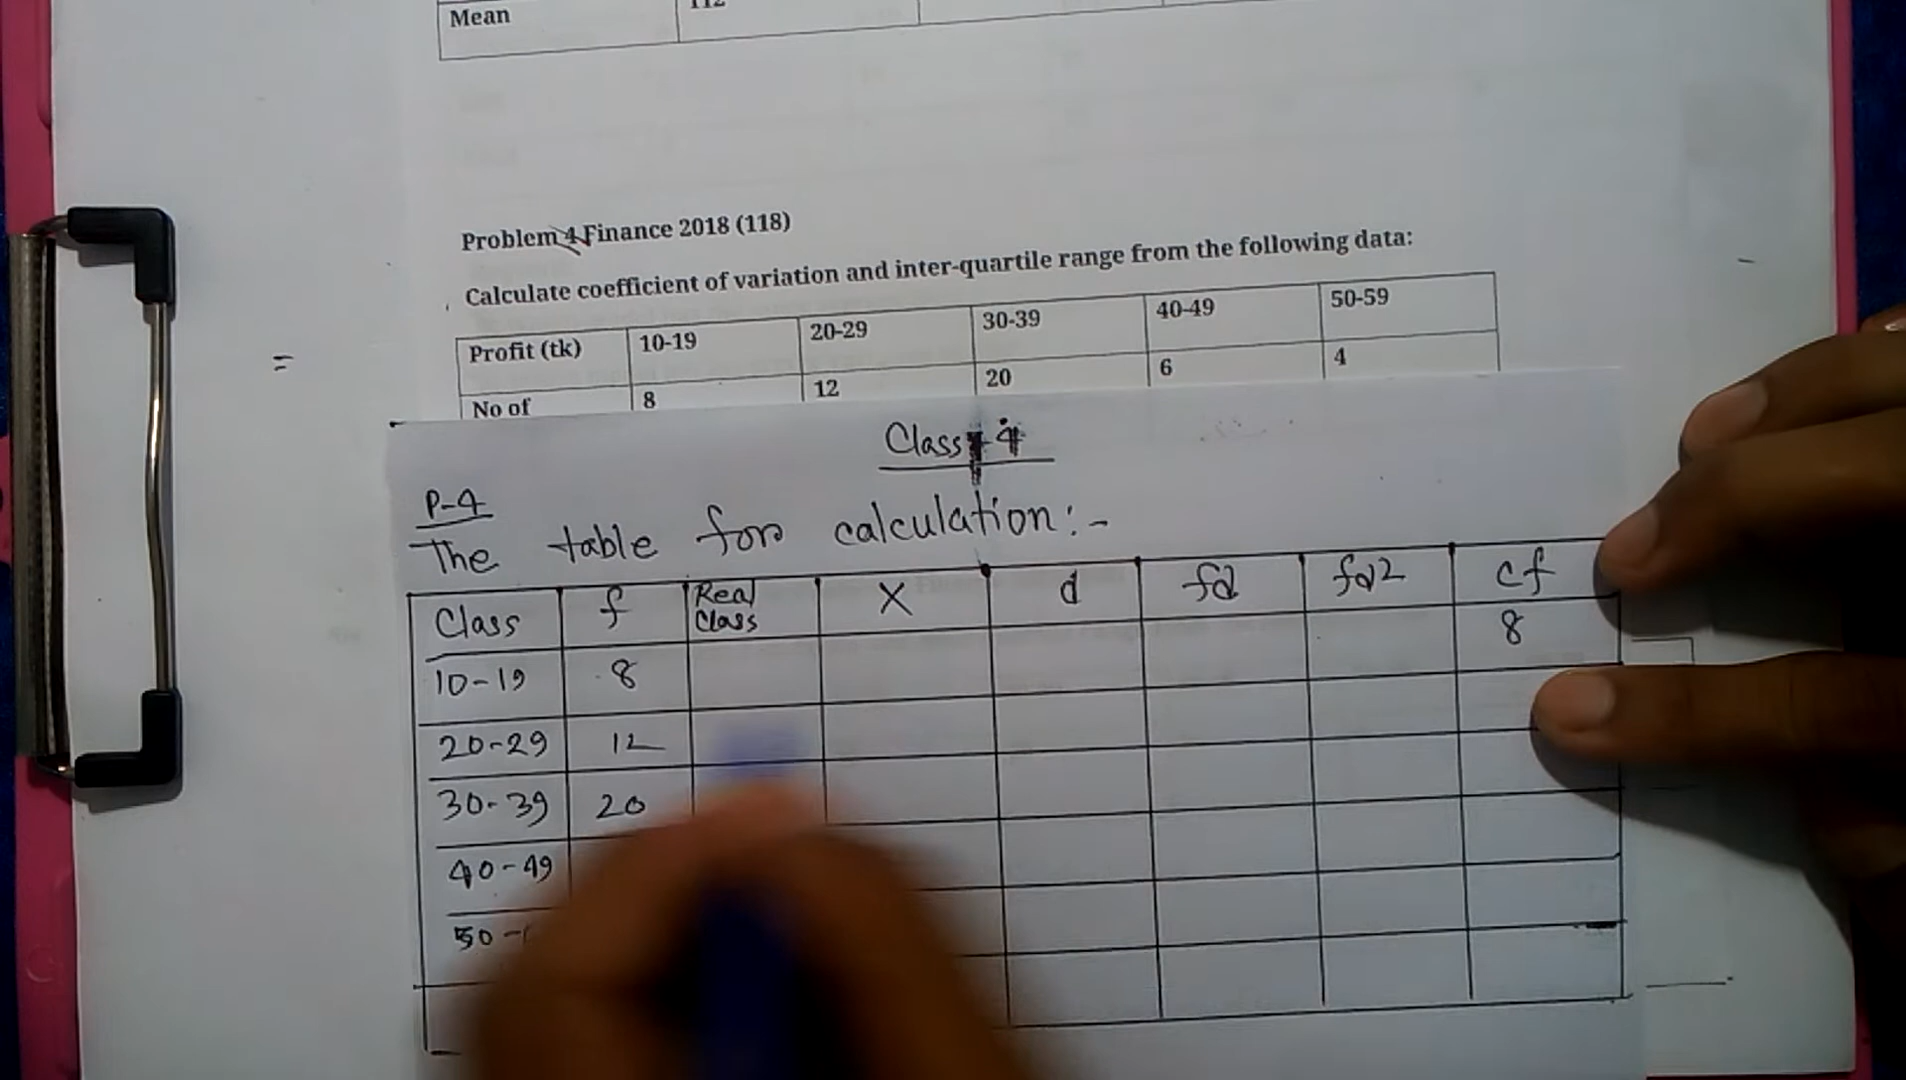 Mean 112
Problem 4 Finance 2018 (118)
Calculate coefficient of variation and inter-quartile range from the following data:
Profit (tk) 10-19 20-29 30-39 40-49 50-59
No of 8 12 20 6 4
Class - 4
P-4
The table for calculation:-
Class f Real Class X d fd fd2 cf
10-19 8 8
20-29 12
30-39 20
40-49
50-